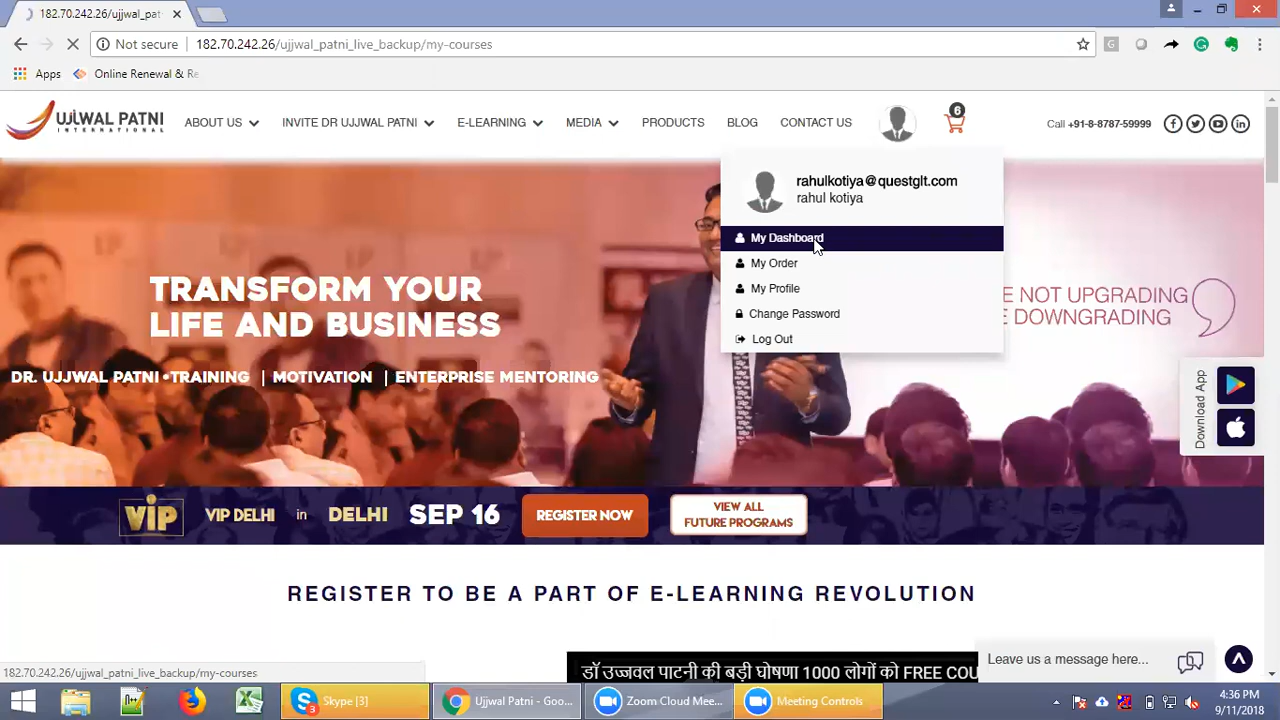 182.70.242.26/ujjwal_pat
Not secure
182.70.242.26/ujjwal_patni_live_backup/my-courses
Apps
Online Renewal & Re
UJJWAL PATNI
INTERNATIONAL
ABOUT US
INVITE DR UJJWAL PATNI
E-LEARNING
MEDIA
PRODUCTS
BLOG
CONTACT US
6
Call +91-8-8787-59999
rahulkotiya@questglt.com
rahul kotiya
My Dashboard
My Order
My Profile
Change Password
Log Out
TRANSFORM YOUR
LIFE AND BUSINESS
DR. UJJWAL PATNI•TRAINING | MOTIVATION | ENTERPRISE MENTORING
E NOT UPGRADING
E DOWNGRADING
Download App
VIP
VIP DELHI in DELHI SEP 16
REGISTER NOW
VIEW ALL
FUTURE PROGRAMS
REGISTER TO BE A PART OF E-LEARNING REVOLUTION
डॉ उज्जवल पाटनी की बड़ी घोषणा 1000 लोगों को FREE COU
Leave us a message here...
182.70.242.26/ujjwal_patni_live_backup/my-courses
3
Skype [3]
Ujjwal Patni - Goo...
Zoom Cloud Mee...
Meeting Controls
4:36 PM
9/11/2018